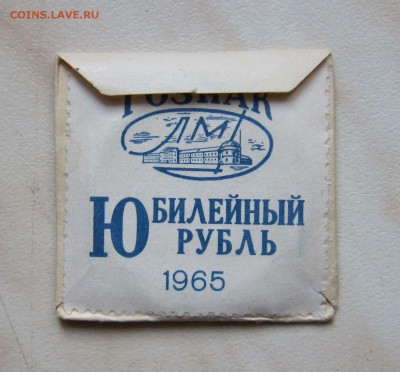 COINS.LAVE.RU
ГОЗНАК
ЛМД
ЮБИЛЕЙНЫЙ
РУБЛЬ
1965